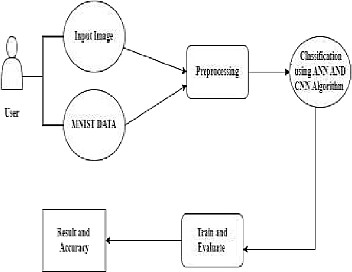 Input Image
User
MNIST DATA
Preprocessing
Classification
using ANN AND
CNN Algorithm
Train and
Evaluate
Result and
Accuracy